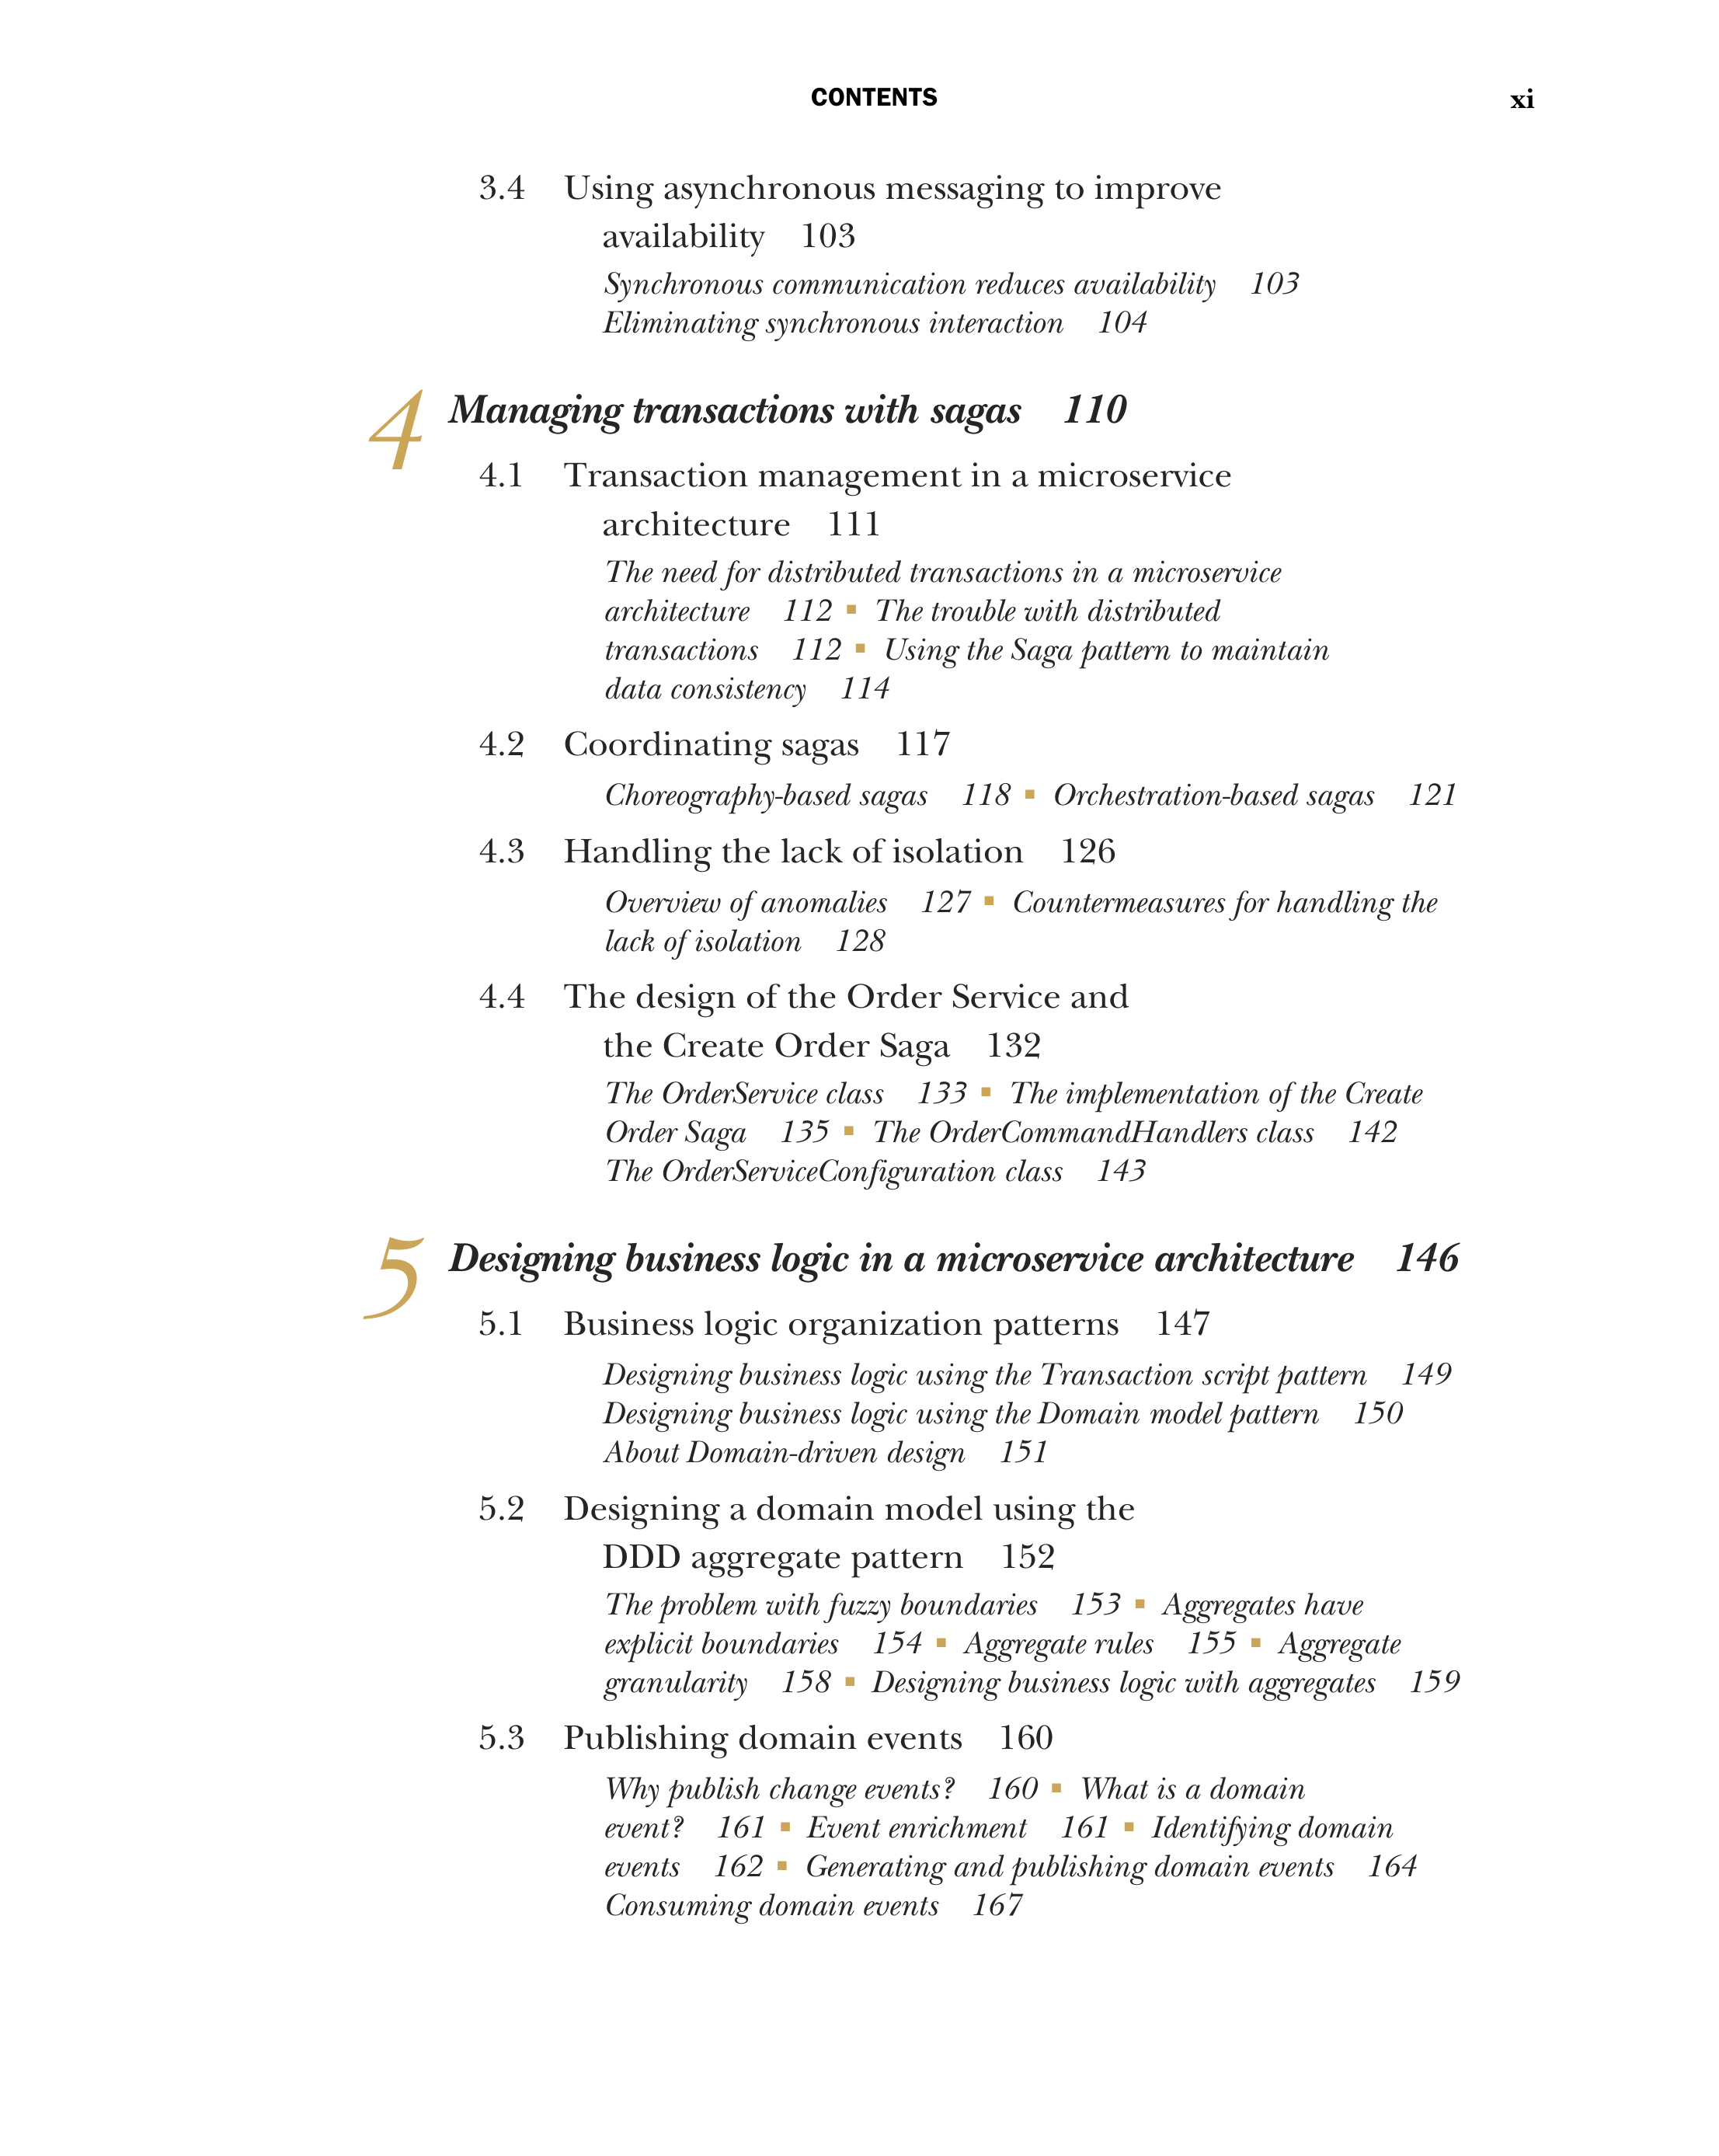 CONTENTS xi
3.4 Using asynchronous messaging to improve
availability 103
Synchronous communication reduces availability 103
Eliminating synchronous interaction 104
4 Managing transactions with sagas 110
4.1 Transaction management in a microservice
architecture 111
The need for distributed transactions in a microservice
architecture 112 ■ The trouble with distributed
transactions 112 ■ Using the Saga pattern to maintain
data consistency 114
4.2 Coordinating sagas 117
Choreography-based sagas 118 ■ Orchestration-based sagas 121
4.3 Handling the lack of isolation 126
Overview of anomalies 127 ■ Countermeasures for handling the
lack of isolation 128
4.4 The design of the Order Service and
the Create Order Saga 132
The OrderService class 133 ■ The implementation of the Create
Order Saga 135 ■ The OrderCommandHandlers class 142
The OrderServiceConfiguration class 143
5 Designing business logic in a microservice architecture 146
5.1 Business logic organization patterns 147
Designing business logic using the Transaction script pattern 149
Designing business logic using the Domain model pattern 150
About Domain-driven design 151
5.2 Designing a domain model using the
DDD aggregate pattern 152
The problem with fuzzy boundaries 153 ■ Aggregates have
explicit boundaries 154 ■ Aggregate rules 155 ■ Aggregate
granularity 158 ■ Designing business logic with aggregates 159
5.3 Publishing domain events 160
Why publish change events? 160 ■ What is a domain
event? 161 ■ Event enrichment 161 ■ Identifying domain
events 162 ■ Generating and publishing domain events 164
Consuming domain events 167